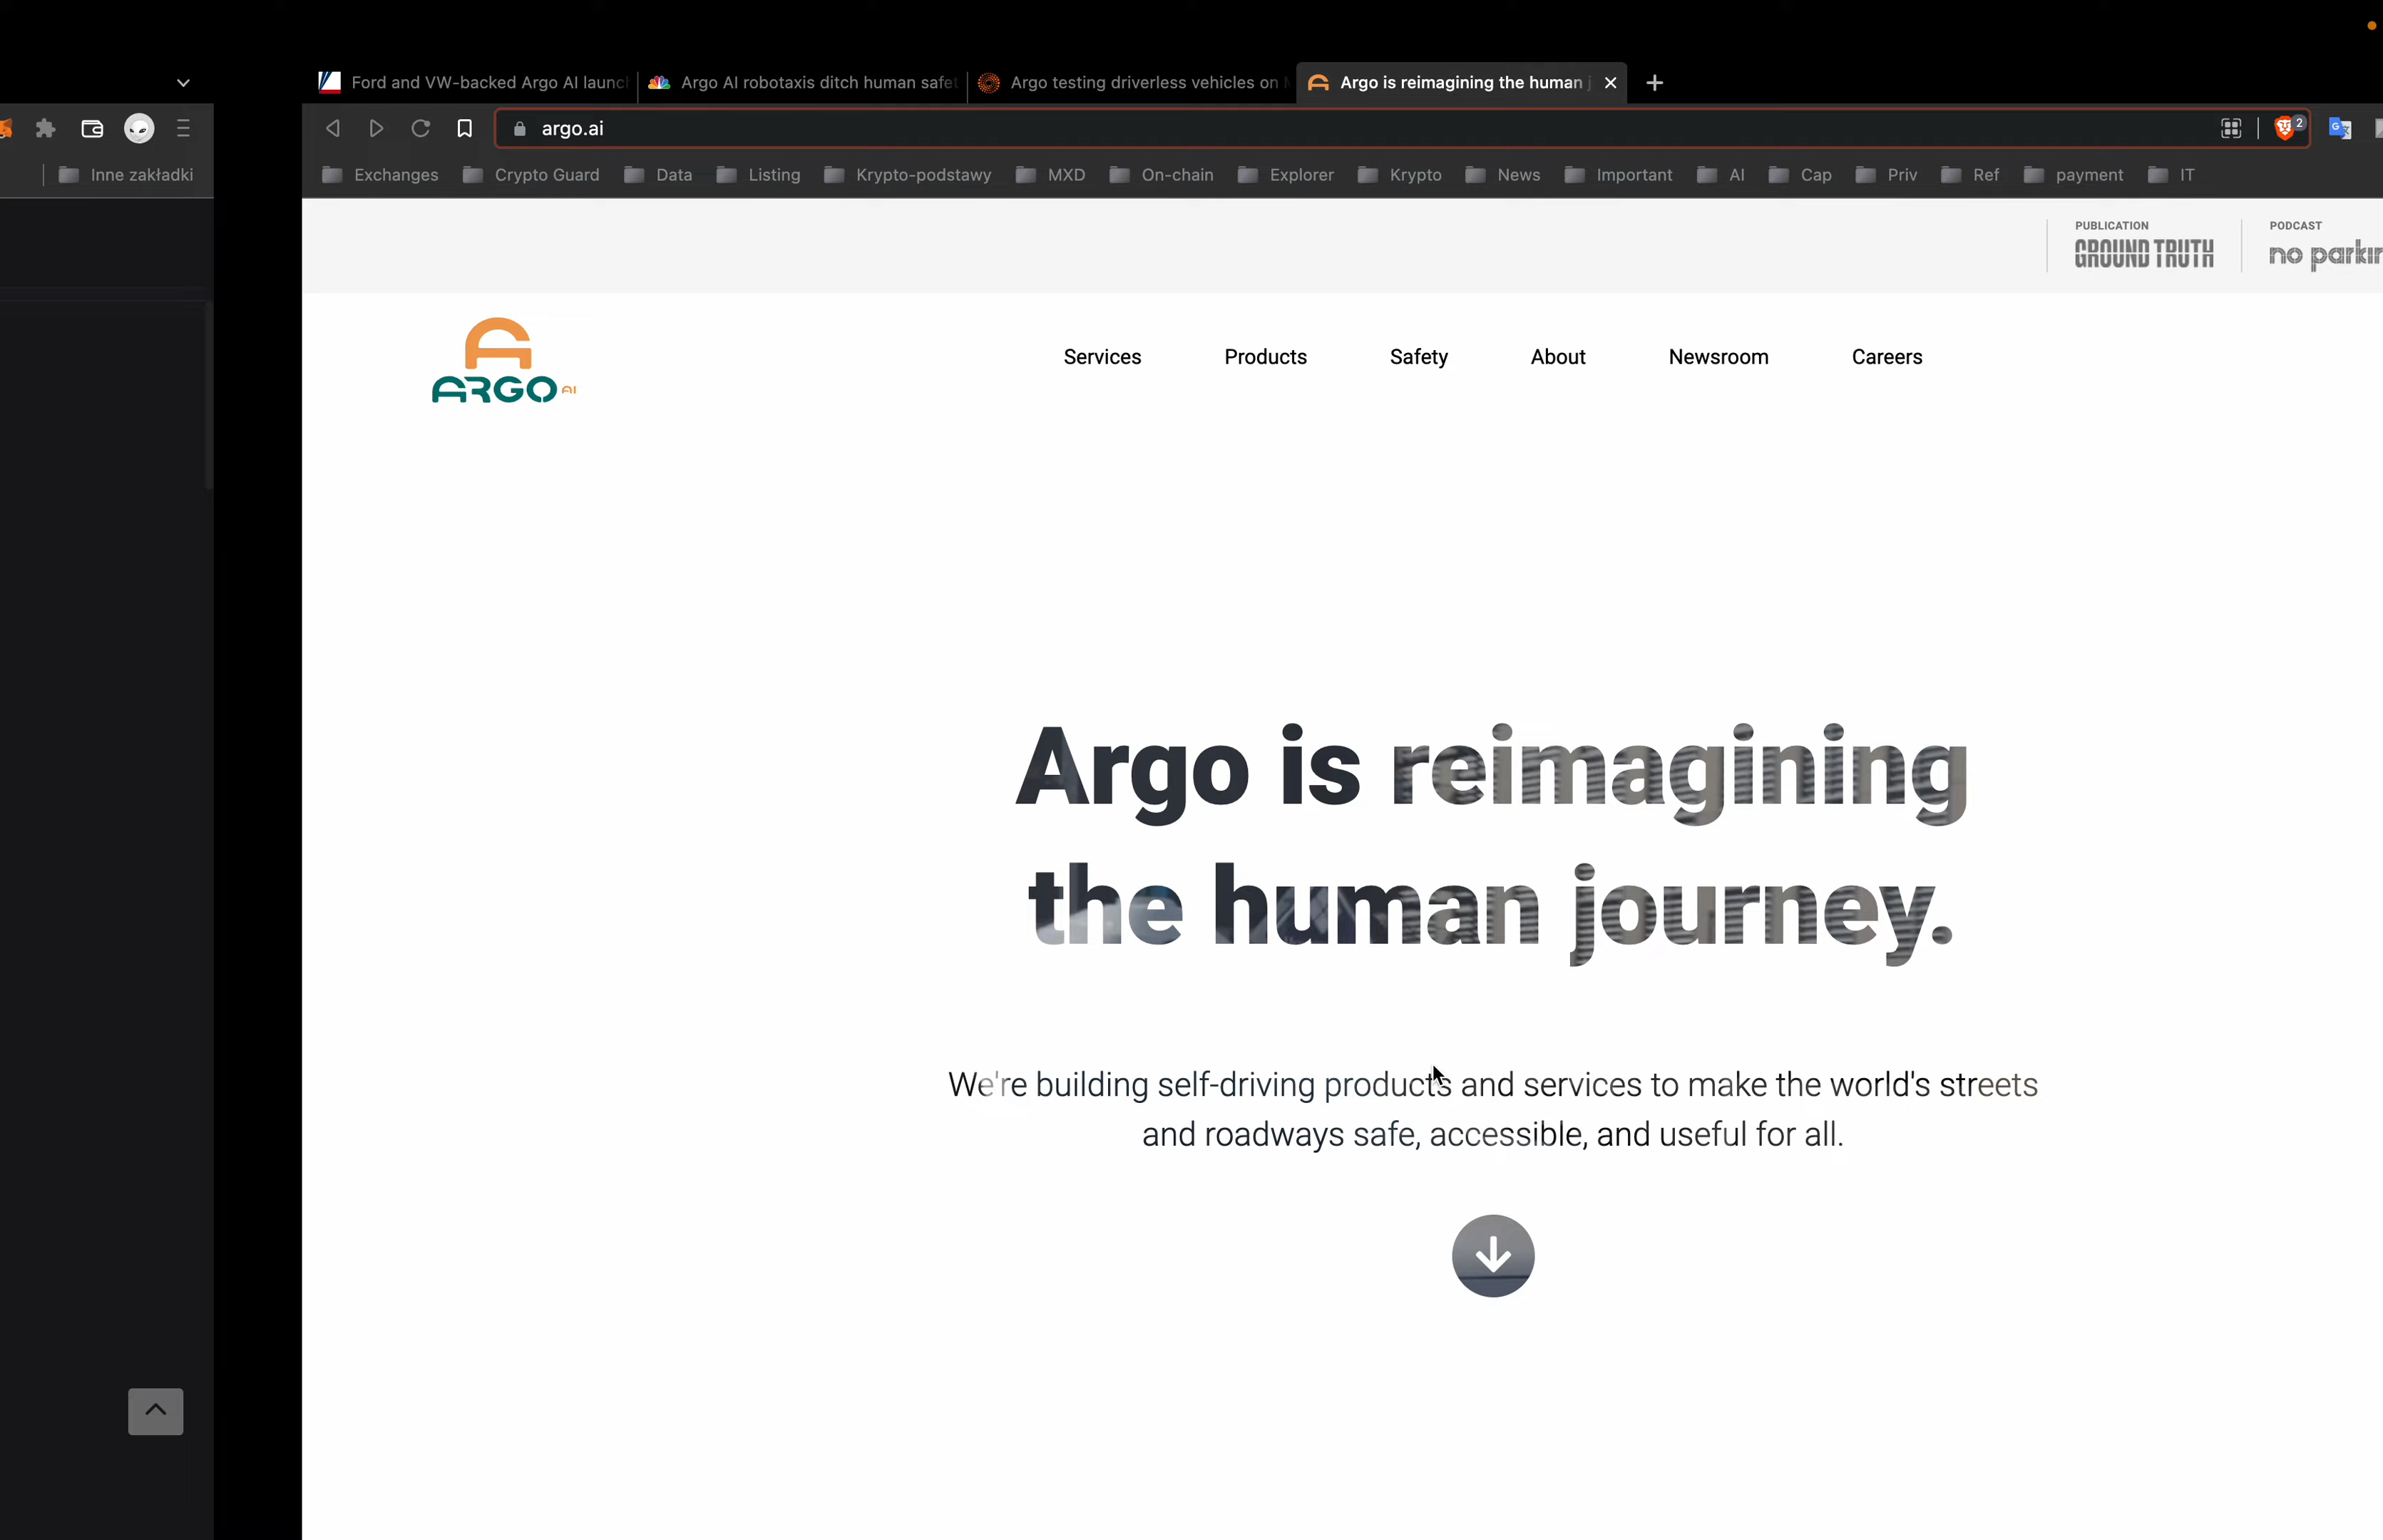 Ford and VW-backed Argo AI launc
Argo AI robotaxis ditch human safet
Argo testing driverless vehicles on
Argo is reimagining the human j
argo.ai
2
Inne zakładki
Exchanges
Crypto Guard
Data
Listing
Krypto-podstawy
MXD
On-chain
Explorer
Krypto
News
Important
AI
Cap
Priv
Ref
payment
IT
PUBLICATION
GROUND TRUTH
PODCAST
no parkin
ARGO AI
Services
Products
Safety
About
Newsroom
Careers
Argo is reimagining
the human journey.
We're building self-driving products and services to make the world's streets
and roadways safe, accessible, and useful for all.